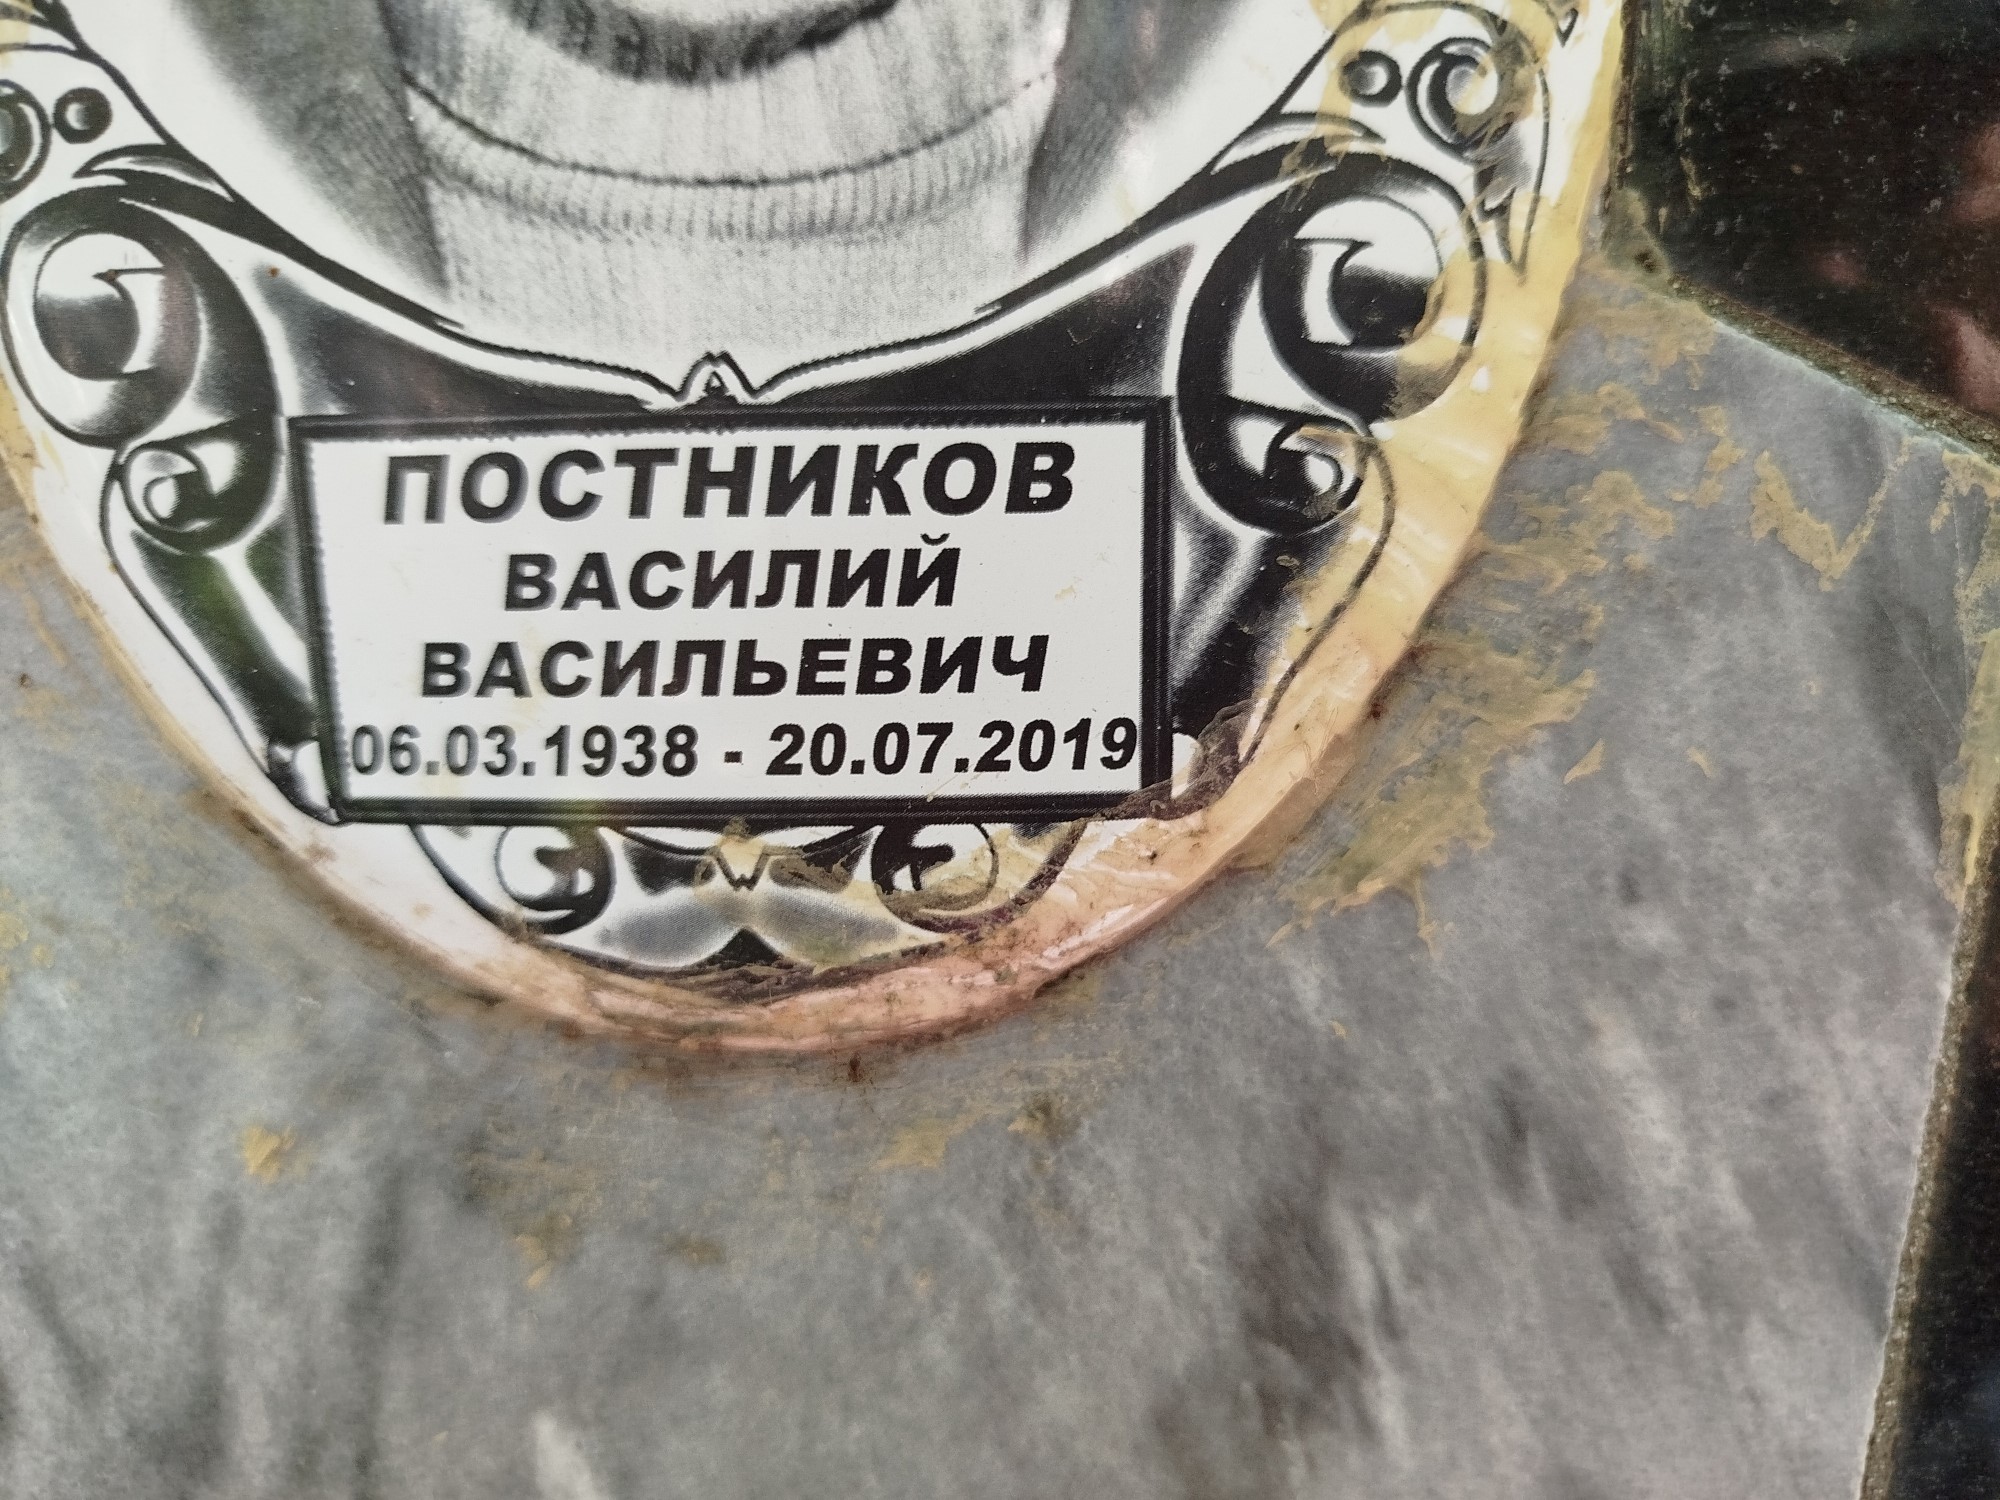 ПОСТНИКОВ
ВАСИЛИЙ
ВАСИЛЬЕВИЧ
06.03.1938 - 20.07.2019